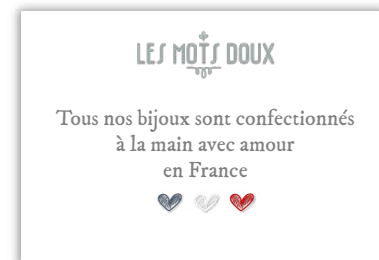 LES MOTS DOUX
Tous nos bijoux sont confectionnés
à la main avec amour
en France